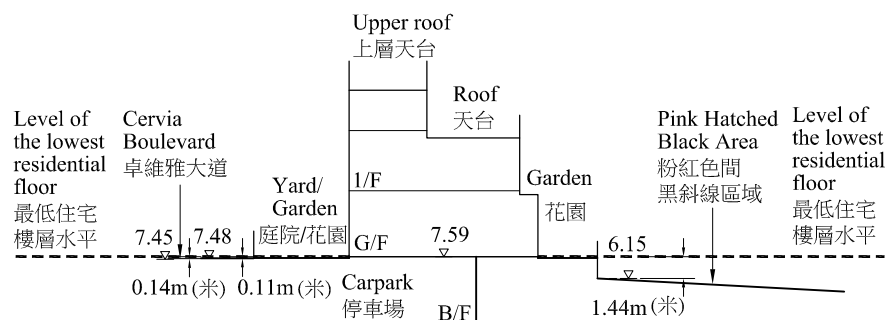 Upper roof
上層天台
Roof
天台
Level of
the lowest
residential
floor
最低住宅
樓層水平
Cervia
Boulevard
卓維雅大道
Pink Hatched
Black Area
粉紅色間
黑斜線區域
Level of
the lowest
residential
floor
最低住宅
樓層水平
Yard/
Garden
庭院/花園
1/F
Garden
花園
7.45
7.48
G/F
7.59
6.15
0.14m(米)
0.11m(米)
Carpark
停車場
B/F
1.44m(米)